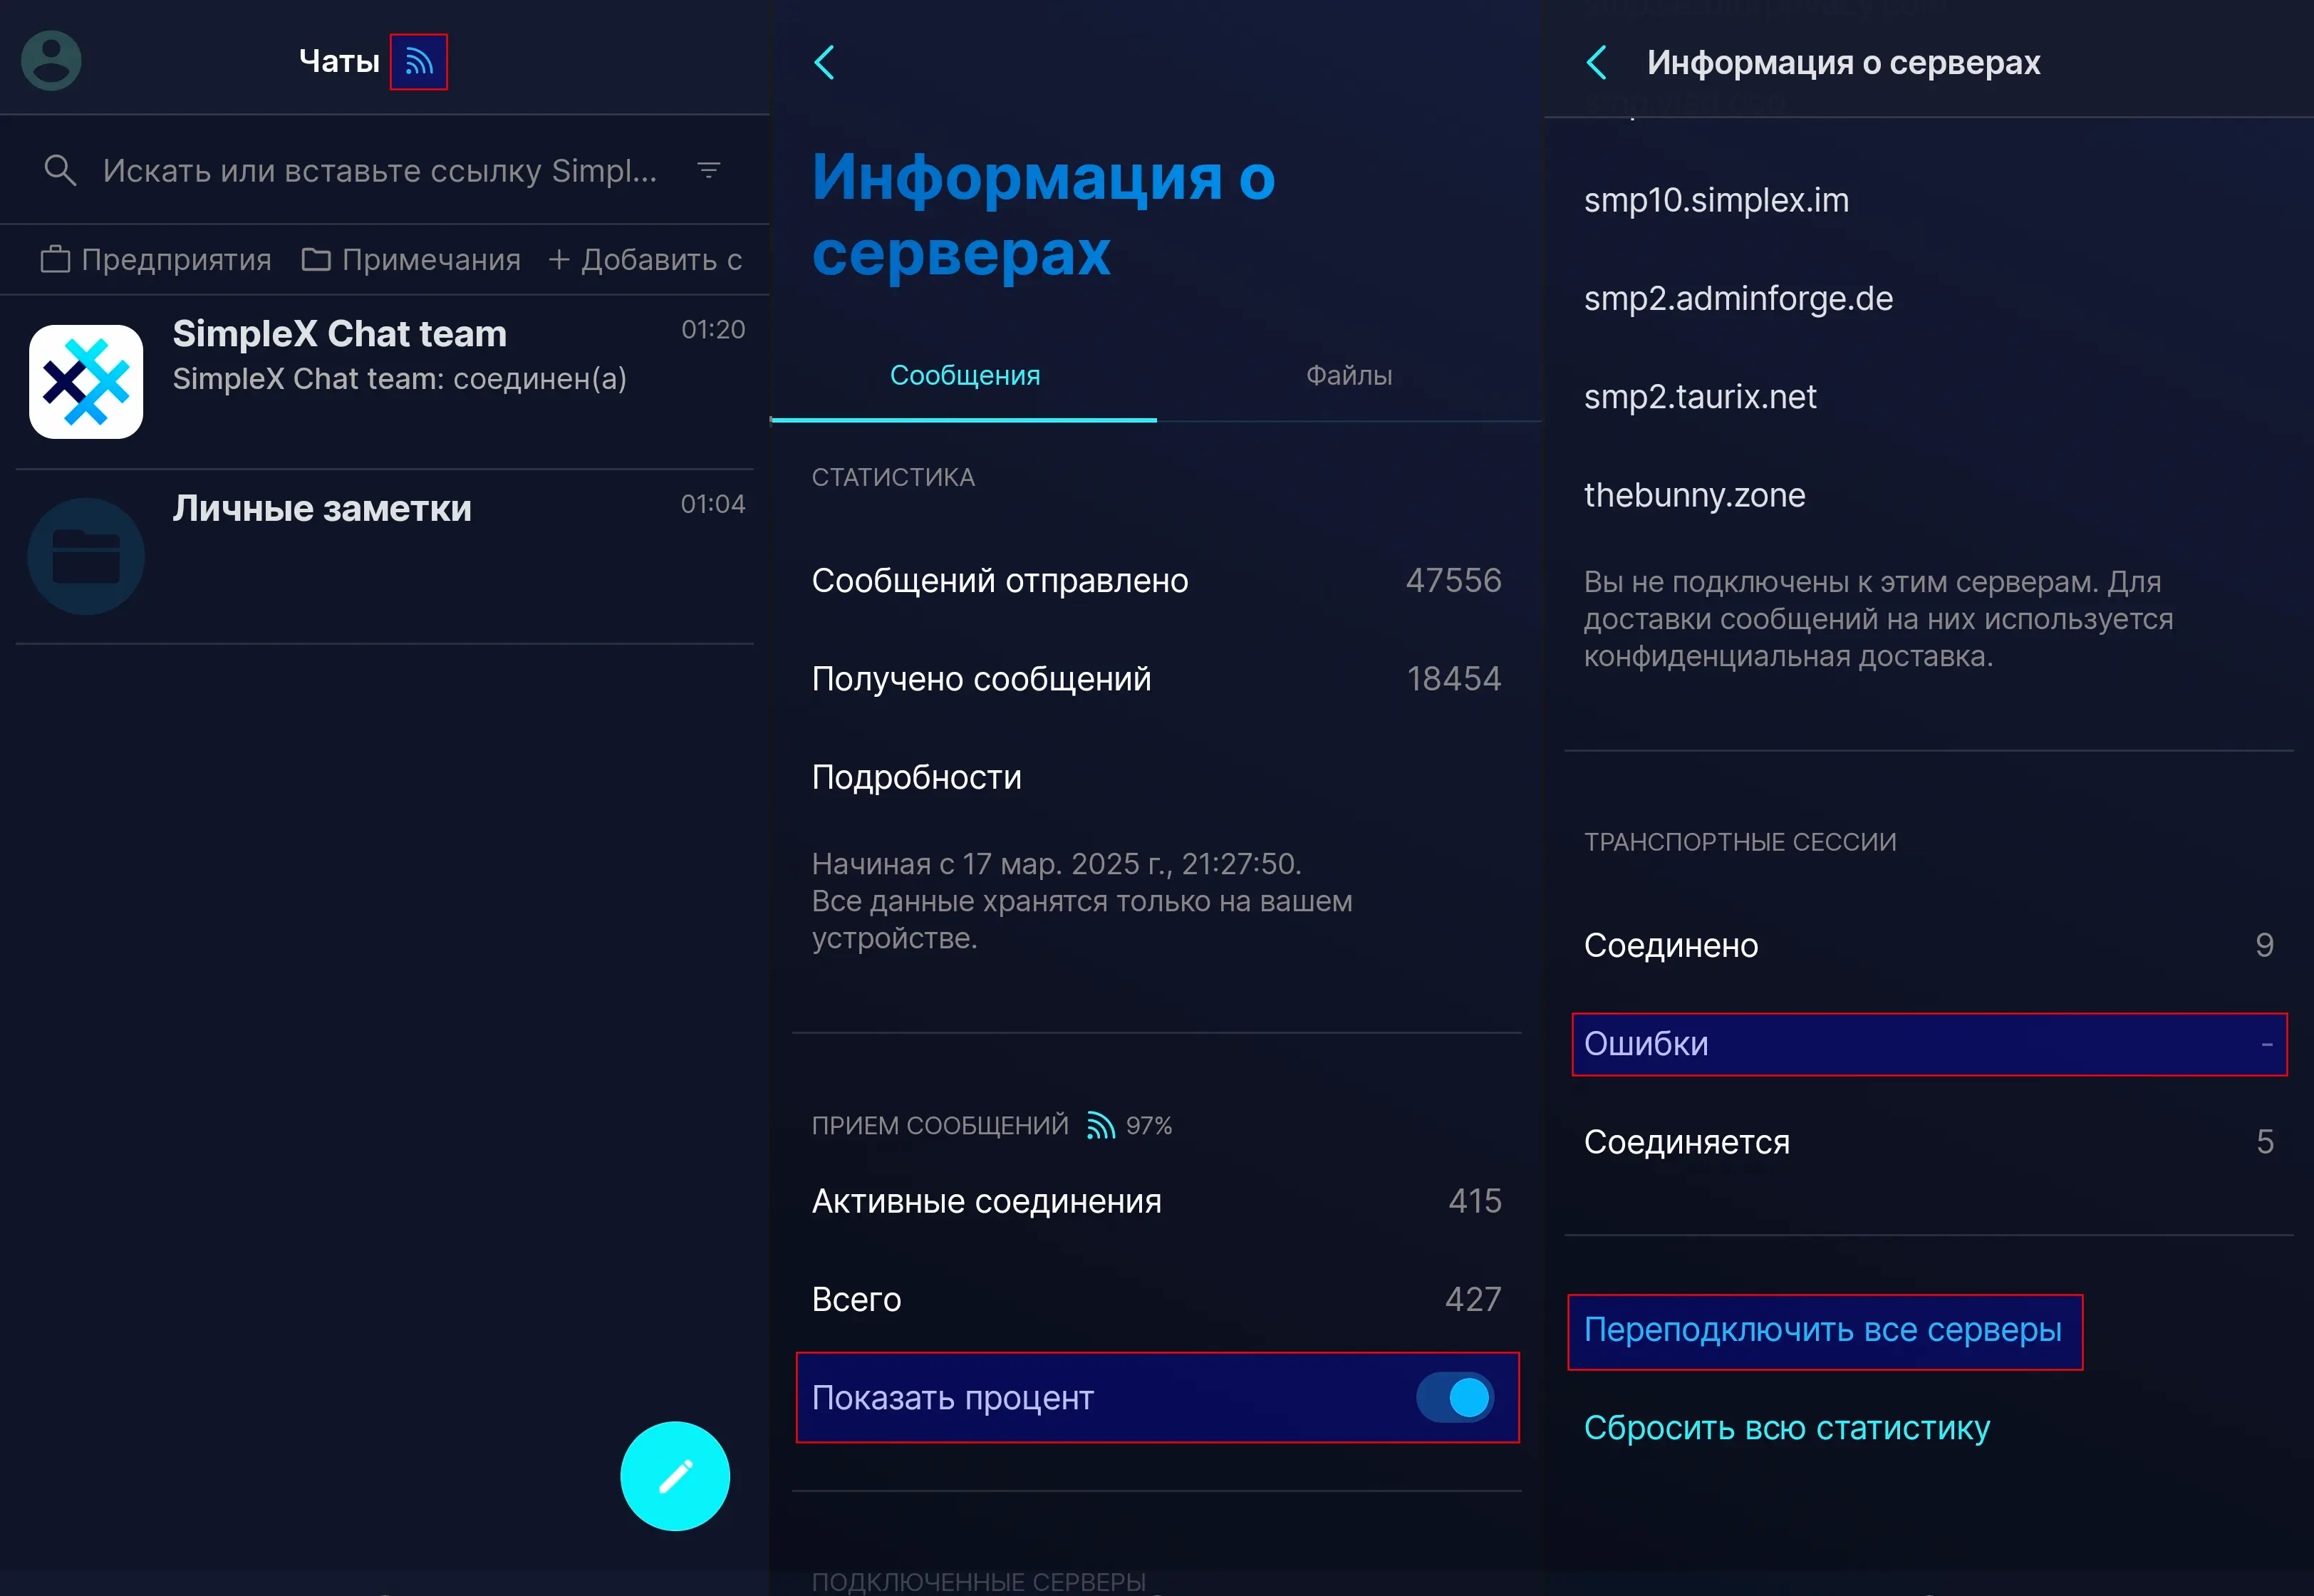 Чаты
Искать или вставьте ссылку Simpl...
Предприятия
Примечания
+ Добавить с
SimpleX Chat team
01:20
SimpleX Chat team: соединен(а)
Личные заметки
01:04
Информация о
серверах
Сообщения
Файлы
СТАТИСТИКА
Сообщений отправлено
47556
Получено сообщений
18454
Подробности
Начиная с 17 мар. 2025 г., 21:27:50.
Все данные хранятся только на вашем
устройстве.
ПРИЕМ СООБЩЕНИЙ
97%
Активные соединения
415
Всего
427
Показать процент
ПОДКЛЮЧЕННЫЕ СЕРВЕРЫ
Информация о серверах
smp10.simplex.im
smp2.adminforge.de
smp2.taurix.net
thebunny.zone
Вы не подключены к этим серверам. Для
доставки сообщений на них используется
конфиденциальная доставка.
ТРАНСПОРТНЫЕ СЕССИИ
Соединено
9
Ошибки
-
Соединяется
5
Переподключить все серверы
Сбросить всю статистику